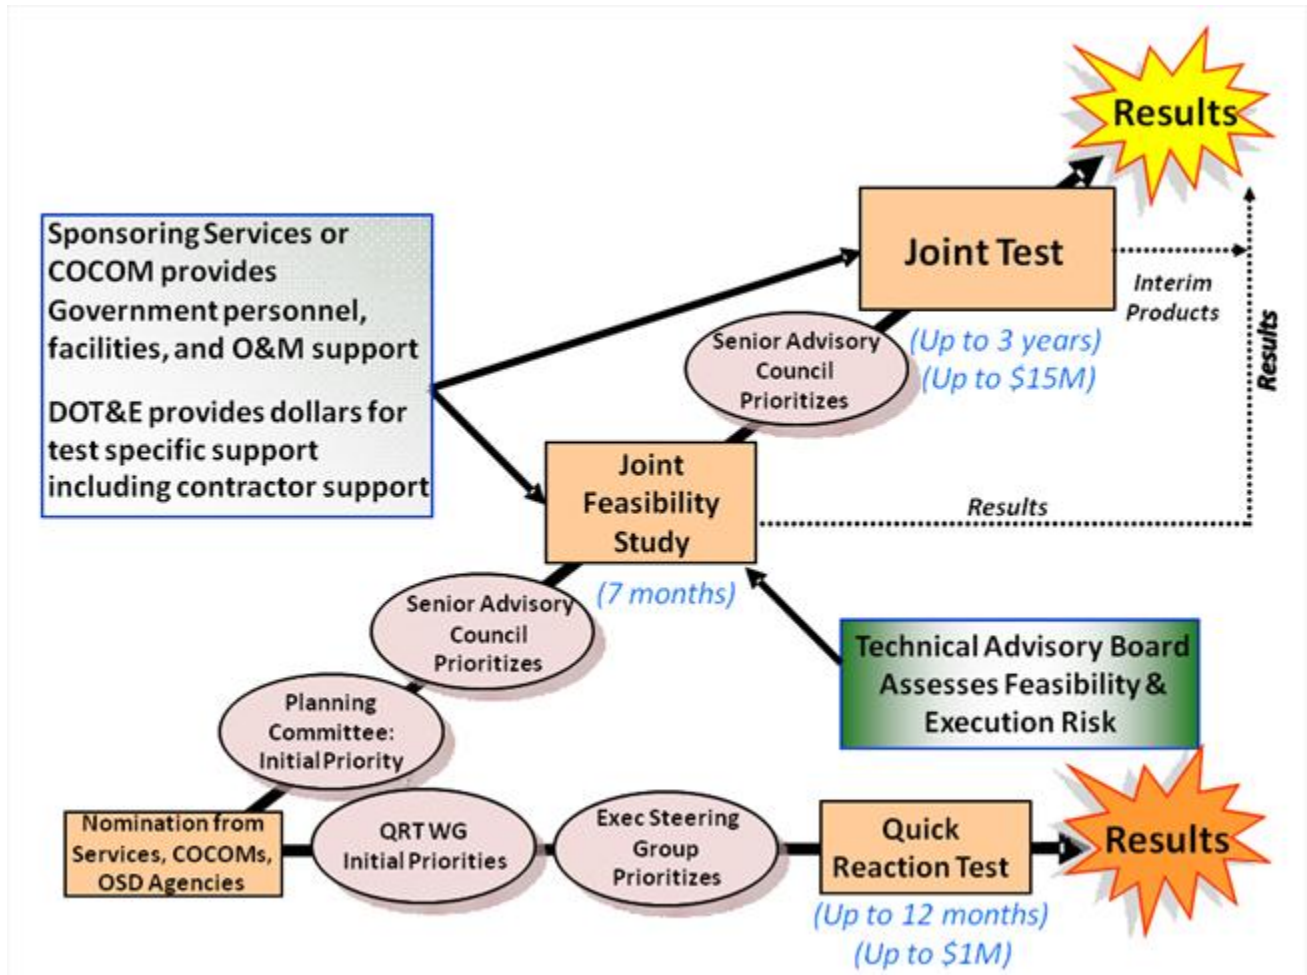 Results
Sponsoring Services or
COCOM provides
Government personnel,
facilities, and O&M support
DOT&E provides dollars for
test specific support
including contractor support
Joint Test
Interim
Products
Results
(Up to 3 years)
(Up to $15M)
Senior Advisory
Council
Prioritizes
Joint
Feasibility
Study
Results
(7 months)
Senior Advisory
Council
Prioritizes
Technical Advisory Board
Assesses Feasibility &
Execution Risk
Planning
Committee:
Initial Priority
Nomination from
Services, COCOMs,
OSD Agencies
QRT WG
Initial Priorities
Exec Steering
Group
Prioritizes
Quick
Reaction Test
Results
(Up to 12 months)
(Up to $1M)